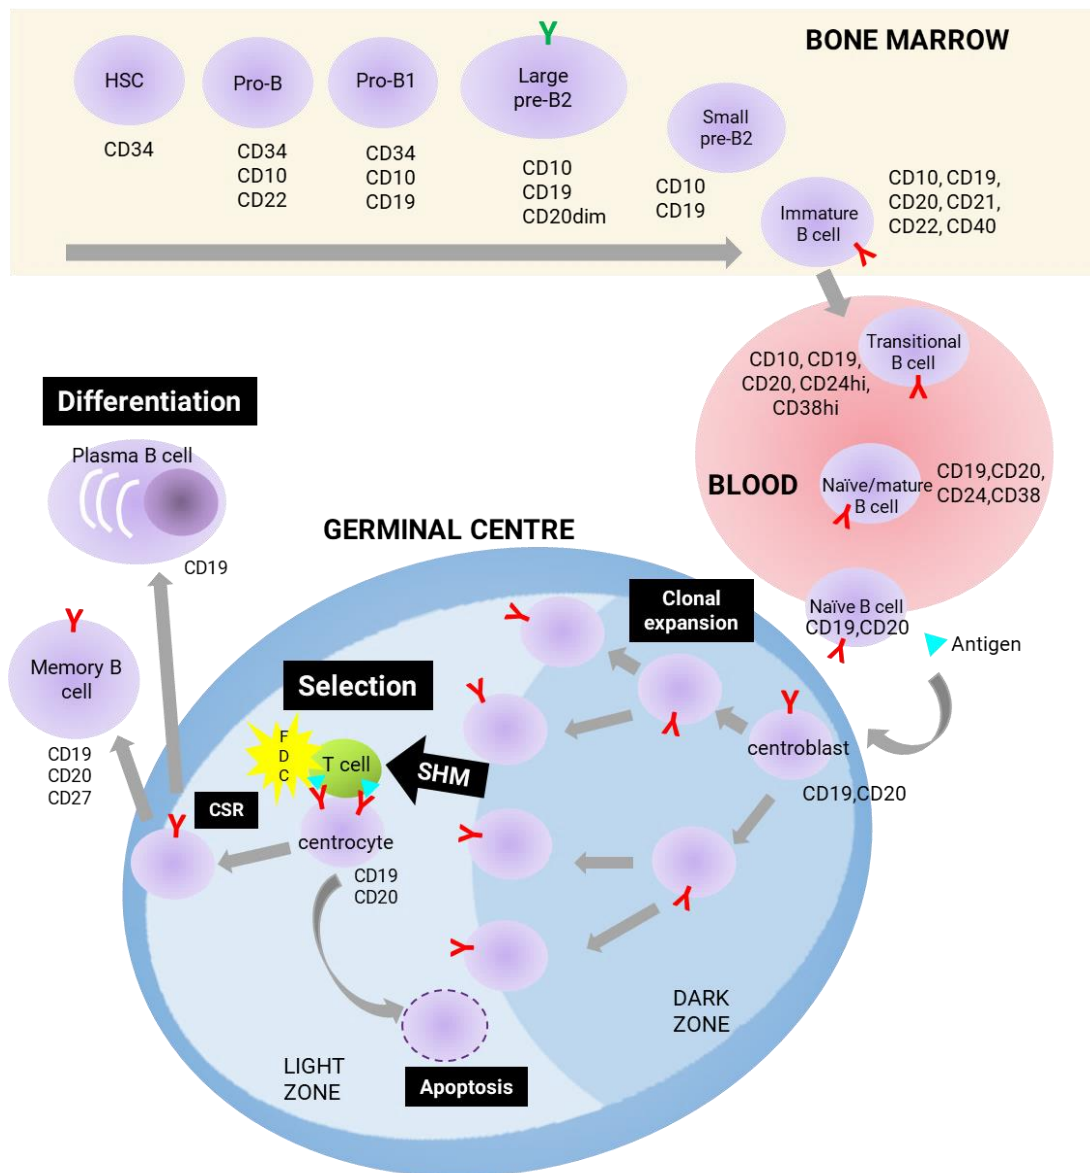 BONE MARROW
HSC
CD34
Pro-B
CD34
CD10
CD22
Pro-B1
CD34
CD10
CD19
Large
pre-B2
CD10
CD19
CD20dim
Small
pre-B2
CD10
CD19
Immature
B cell
CD10, CD19,
CD20, CD21,
CD22, CD40
Transitional
B cell
CD10, CD19,
CD20, CD24hi,
CD38hi
BLOOD
Naïve/mature
B cell
CD19,CD20,
CD24,CD38
Naïve B cell
CD19,CD20
Antigen
Differentiation
Plasma B cell
CD19
Memory B
cell
CD19
CD20
CD27
GERMINAL CENTRE
Clonal
expansion
centroblast
CD19,CD20
Selection
F
D
C
T cell
SHM
CSR
centrocyte
CD19
CD20
DARK
ZONE
LIGHT
ZONE
Apoptosis